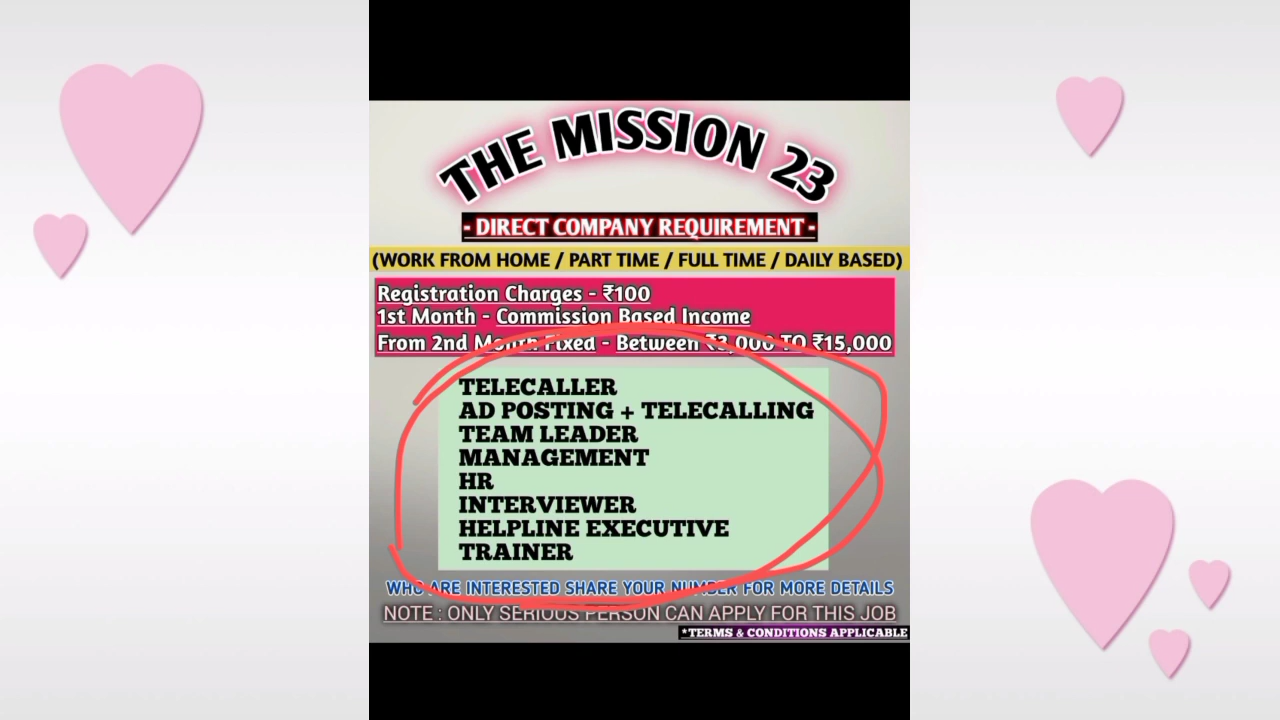 THE MISSION 23
- DIRECT COMPANY REQUIREMENT -
(WORK FROM HOME / PART TIME / FULL TIME / DAILY BASED)
Registration Charges - ₹100
1st Month - Commission Based Income
From 2nd Month Fixed - Between ₹3,000 TO ₹15,000
TELECALLER
AD POSTING + TELECALLING
TEAM LEADER
MANAGEMENT
HR
INTERVIEWER
HELPLINE EXECUTIVE
TRAINER
WHO ARE INTERESTED SHARE YOUR NUMBER FOR MORE DETAILS
NOTE : ONLY SERIOUS PERSON CAN APPLY FOR THIS JOB
*TERMS & CONDITIONS APPLICABLE